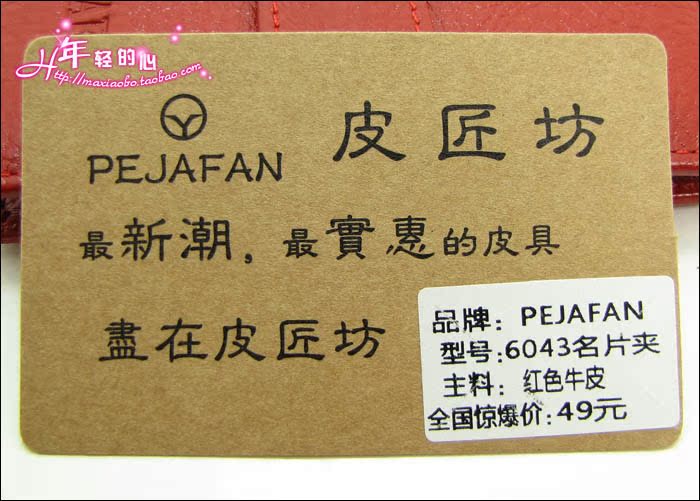 年轻的心
http://maxiaobo.taobao.com
PEJAFAN
皮匠坊
最新潮，最實惠的皮具
盡在皮匠坊
品牌：PEJAFAN
型号：6043名片夹
主料：红色牛皮
全国惊爆价：49元